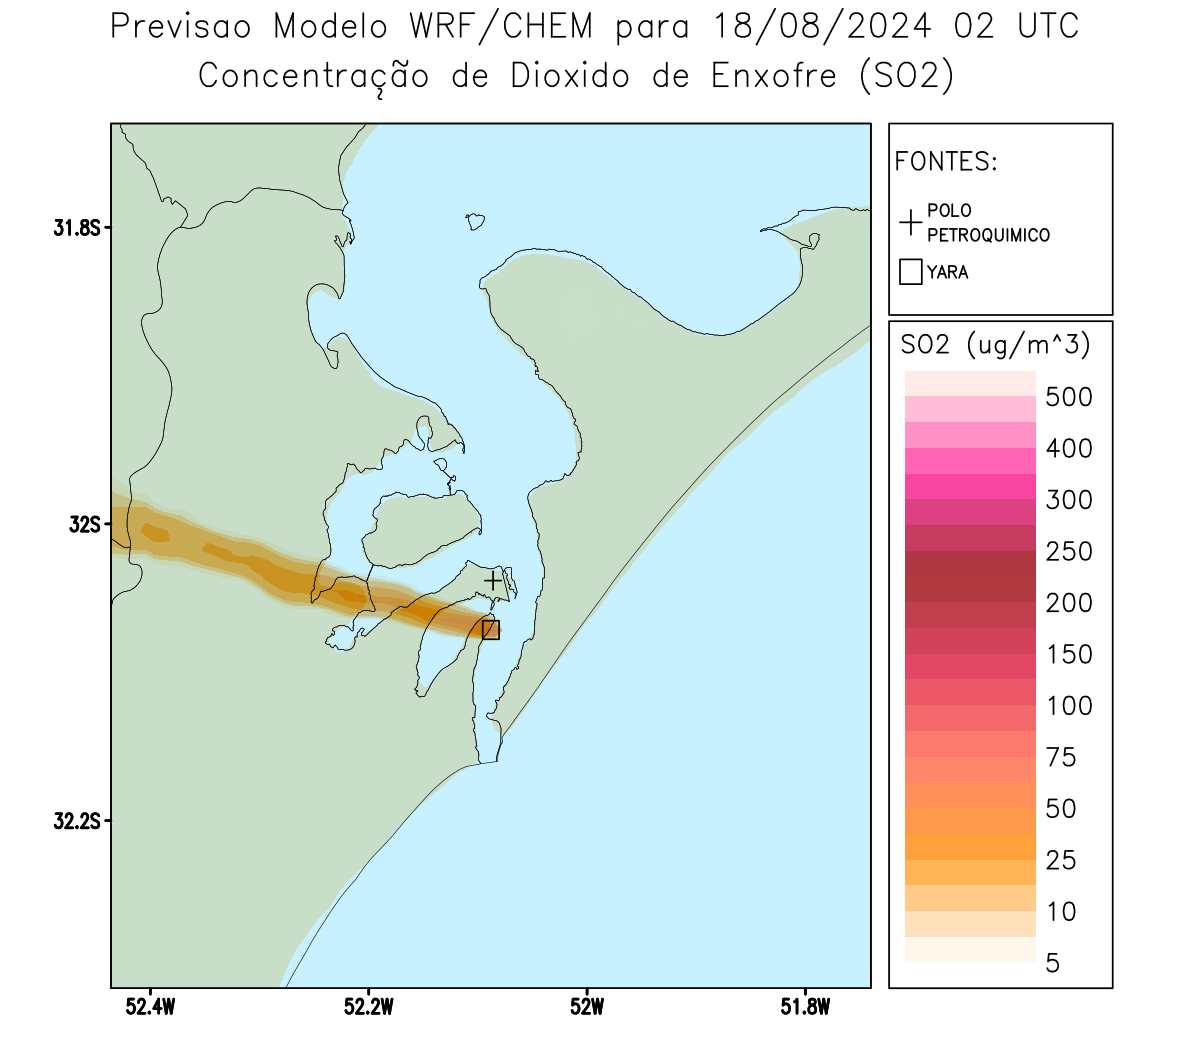 Previsao Modelo WRF/CHEM para 18/08/2024 02 UTC
Concentração de Dioxido de Enxofre (SO2)
FONTES:
POLO
PETROQUIMICO
YARA
SO2 (ug/m^3)
500
400
300
250
200
150
100
75
50
25
10
5
31.8S
32S
32.2S
52.4W
52.2W
52W
51.8W